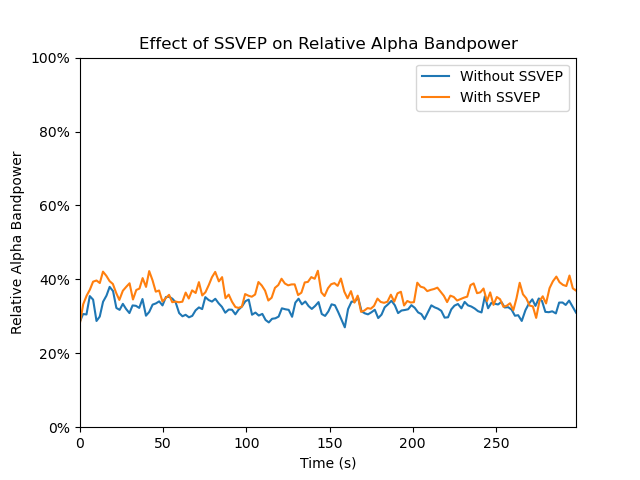 Effect of SSVEP on Relative Alpha Bandpower
Without SSVEP
With SSVEP
Relative Alpha Bandpower
100%
80%
60%
40%
20%
0%
0 50 100 150 200 250
Time (s)